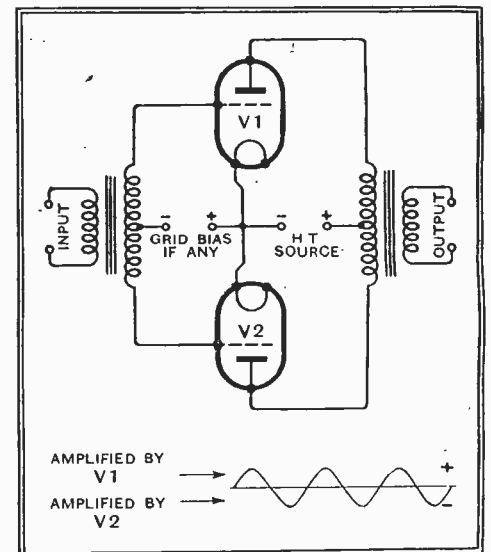 V1
INPUT
- + - +
GRID BIAS
IF ANY
H T
SOURCE
OUTPUT
V2
AMPLIFIED BY
V1
+
AMPLIFIED BY
V2
-